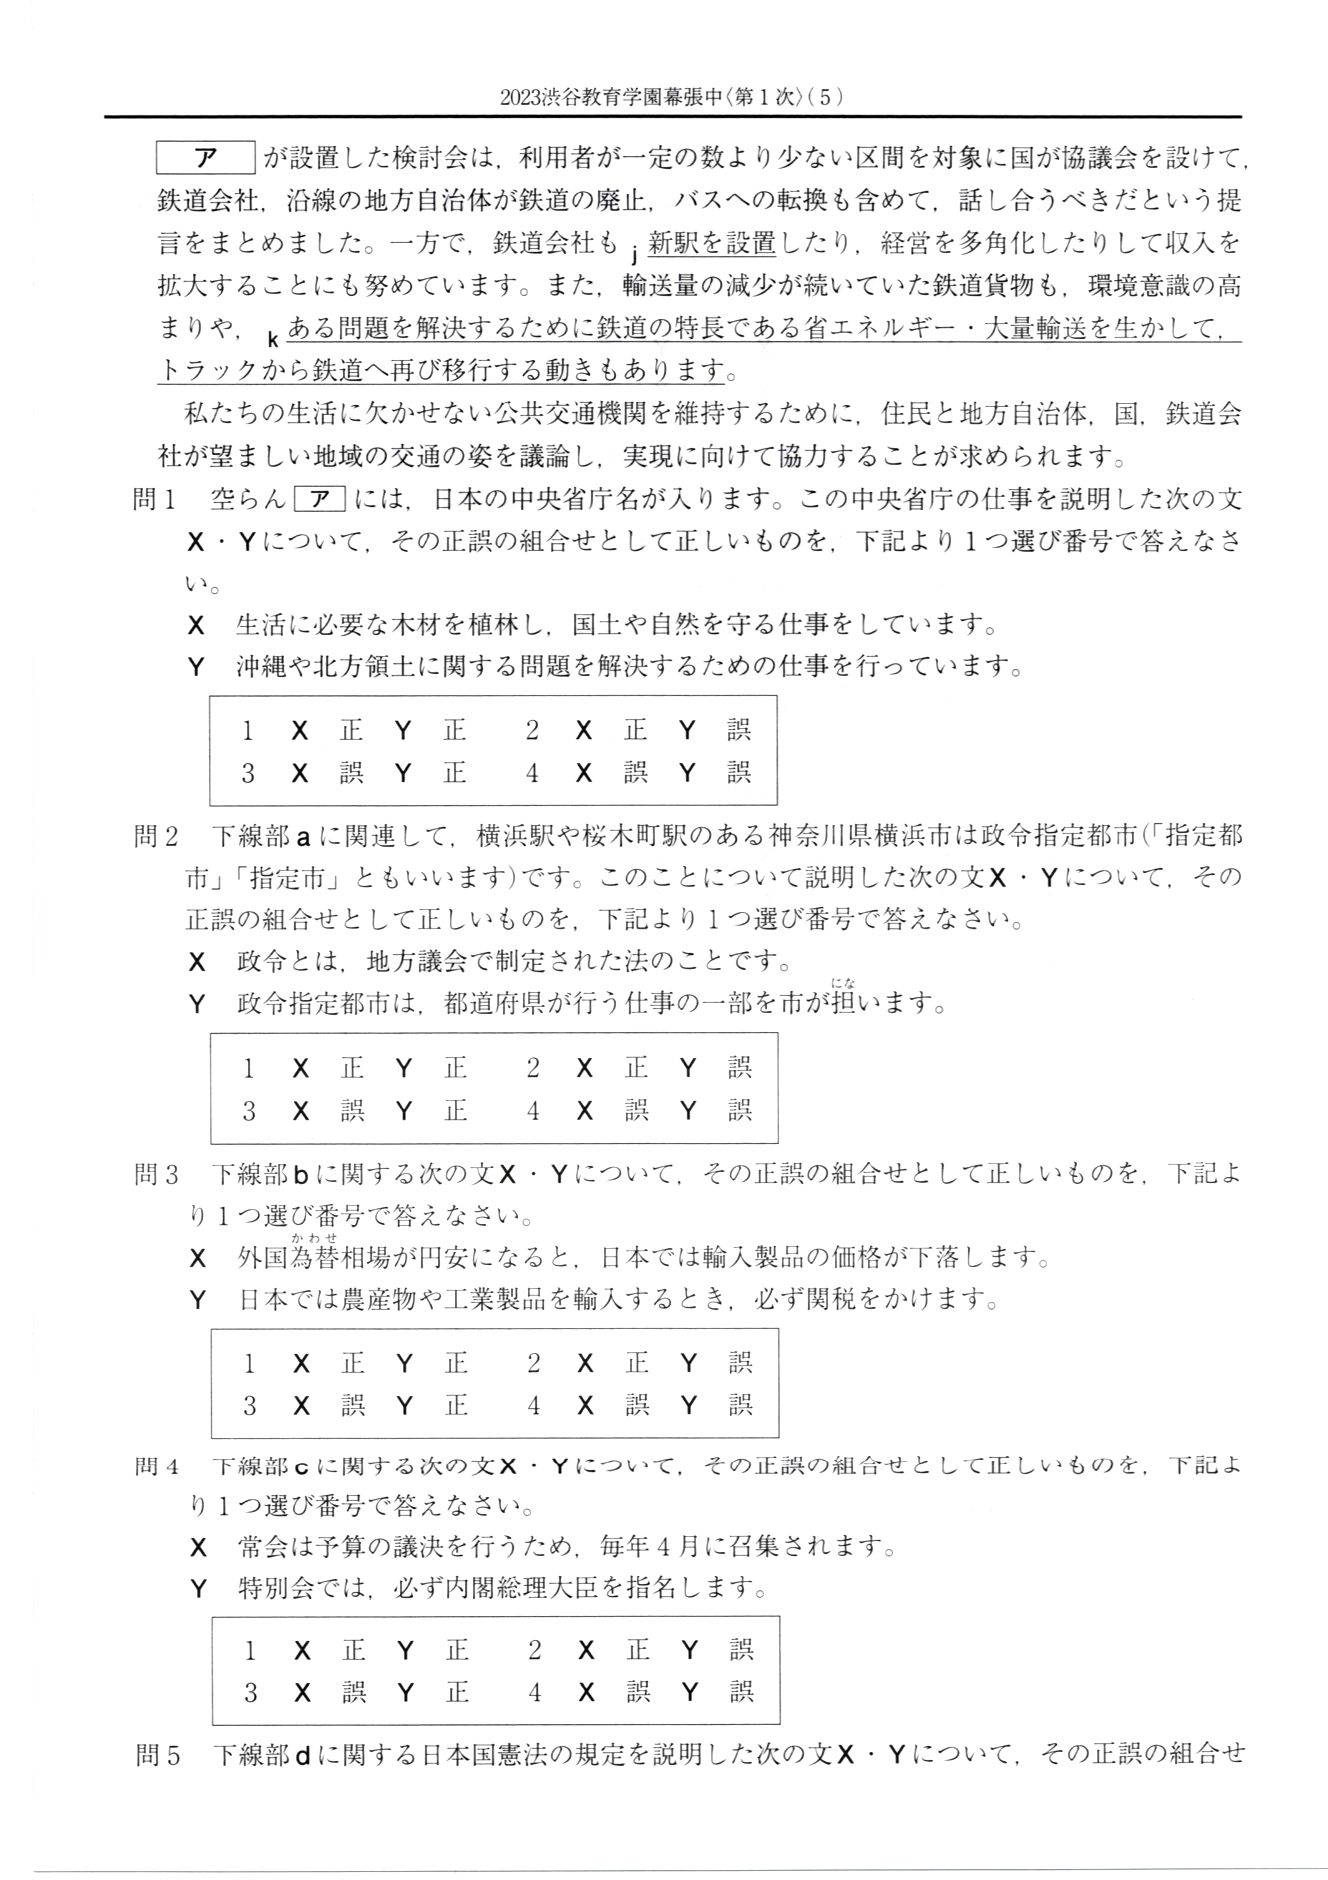 2023渋谷教育学園幕張中〈第1次〉(5)
ア が設置した検討会は，利用者が一定の数より少ない区間を対象に国が協議会を設けて，
鉄道会社，沿線の地方自治体が鉄道の廃止，バスへの転換も含めて，話し合うべきだという提
言をまとめました。一方で，鉄道会社も j 新駅を設置したり，経営を多角化したりして収入を
拡大することにも努めています。また，輸送量の減少が続いていた鉄道貨物も，環境意識の高
まりや， k ある問題を解決するために鉄道の特長である省エネルギー・大量輸送を生かして，
トラックから鉄道へ再び移行する動きもあります。
私たちの生活に欠かせない公共交通機関を維持するために，住民と地方自治体，国，鉄道会
社が望ましい地域の交通の姿を議論し，実現に向けて協力することが求められます。
問1 空らん ア には，日本の中央省庁名が入ります。この中央省庁の仕事を説明した次の文
X・Yについて，その正誤の組合せとして正しいものを，下記より1つ選び番号で答えなさ
い。
X 生活に必要な木材を植林し，国土や自然を守る仕事をしています。
Y 沖縄や北方領土に関する問題を解決するための仕事を行っています。
1 X 正 Y 正 2 X 正 Y 誤
3 X 誤 Y 正 4 X 誤 Y 誤
問2 下線部aに関連して，横浜駅や桜木町駅のある神奈川県横浜市は政令指定都市(「指定都
市」「指定市」ともいいます)です。このことについて説明した次の文X・Yについて，その
正誤の組合せとして正しいものを，下記より1つ選び番号で答えなさい。
X 政令とは，地方議会で制定された法のことです。
Y 政令指定都市は，都道府県が行う仕事の一部を市が担います。
1 X 正 Y 正 2 X 正 Y 誤
3 X 誤 Y 正 4 X 誤 Y 誤
問3 下線部bに関する次の文X・Yについて，その正誤の組合せとして正しいものを，下記よ
り1つ選び番号で答えなさい。
X 外国為替相場が円安になると，日本では輸入製品の価格が下落します。
Y 日本では農産物や工業製品を輸入するとき，必ず関税をかけます。
1 X 正 Y 正 2 X 正 Y 誤
3 X 誤 Y 正 4 X 誤 Y 誤
問4 下線部cに関する次の文X・Yについて，その正誤の組合せとして正しいものを，下記よ
り1つ選び番号で答えなさい。
X 常会は予算の議決を行うため，毎年4月に召集されます。
Y 特別会では，必ず内閣総理大臣を指名します。
1 X 正 Y 正 2 X 正 Y 誤
3 X 誤 Y 正 4 X 誤 Y 誤
問5 下線部dに関する日本国憲法の規定を説明した次の文X・Yについて，その正誤の組合せ